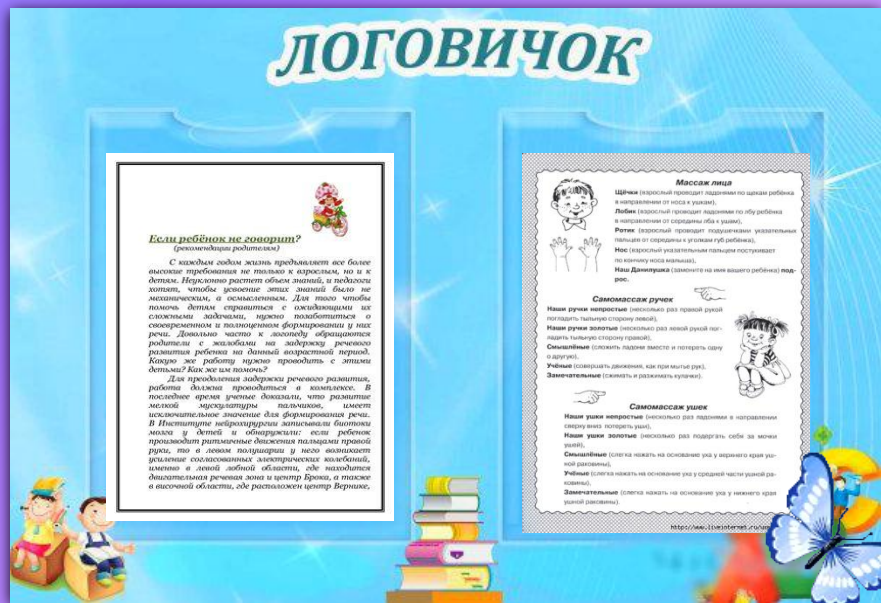 ЛОГОВИЧОК
Если ребёнок не говорит?
(рекомендации родителям)
С каждым годом жизнь предъявляет все более
высокие требования не только к взрослым, но и к
детям. Неуклонно растет объем знаний, и педагоги
хотят, чтобы усвоение этих знаний было не
механическим, а осмысленным. Для того чтобы
помочь детям справиться с ожидающими их
сложными задачами, нужно позаботиться о
своевременном и полноценном формировании у них
речи. Довольно часто к логопеду обращаются
родители с жалобами на задержку речевого
развития ребенка на данный возрастной период.
Какую же работу нужно проводить с этими
детьми? Как же им помочь?
Для преодоления задержки речевого развития,
работа должна проводиться в комплексе. В
последнее время ученые доказали, что развитие
мелкой мускулатуры пальчиков, имеет
исключительное значение для формирования речи.
В Институте нейрохирургии записывали биотоки
мозга у детей и обнаружили: если ребенок
производит ритмичные движения пальцами правой
руки, то в левом полушарии у него возникает
усиление согласованных электрических колебаний,
именно в левой лобной области, где находится
двигательная речевая зона и центр Брока, а также
в височной области, где расположен центр Вернике,
Массаж лица
Щёчки (взрослый проводит ладонями по щекам ребёнка
в направлении от носа к ушкам),
Лобик (взрослый проводит ладонями по лбу ребёнка
в направлении от середины лба к ушам),
Ротик (взрослый проводит подушечками указательных
пальцев от середины к уголкам губ ребёнка),
Нос (взрослый указательным пальцем постукивает
по кончику носа малыша),
Наш Данилушка (замените на имя вашего ребёнка) под-
рос.
Самомассаж ручек
Наши ручки непростые (несколько раз правой рукой
погладить тыльную сторону левой),
Наши ручки золотые (несколько раз левой рукой пог-
ладить тыльную сторону правой),
Смышлёные (сложить ладони вместе и потереть одну
о другую),
Учёные (совершать движения, как при мытье рук),
Замечательные (сжимать и разжимать кулачки).
Самомассаж ушек
Наши ушки непростые (несколько раз ладонями в направлении
сверху вниз потереть уши),
Наши ушки золотые (несколько раз подергать себя за мочки
ушей),
Смышлёные (слегка нажать на основание уха у верхнего края уш-
ной раковины),
Учёные (слегка нажать на основание уха у средней части ушной ра-
ковины),
Замечательные (слегка нажать на основание уха у нижнего края
ушной раковины).
http://www.liveinternet.ru/use